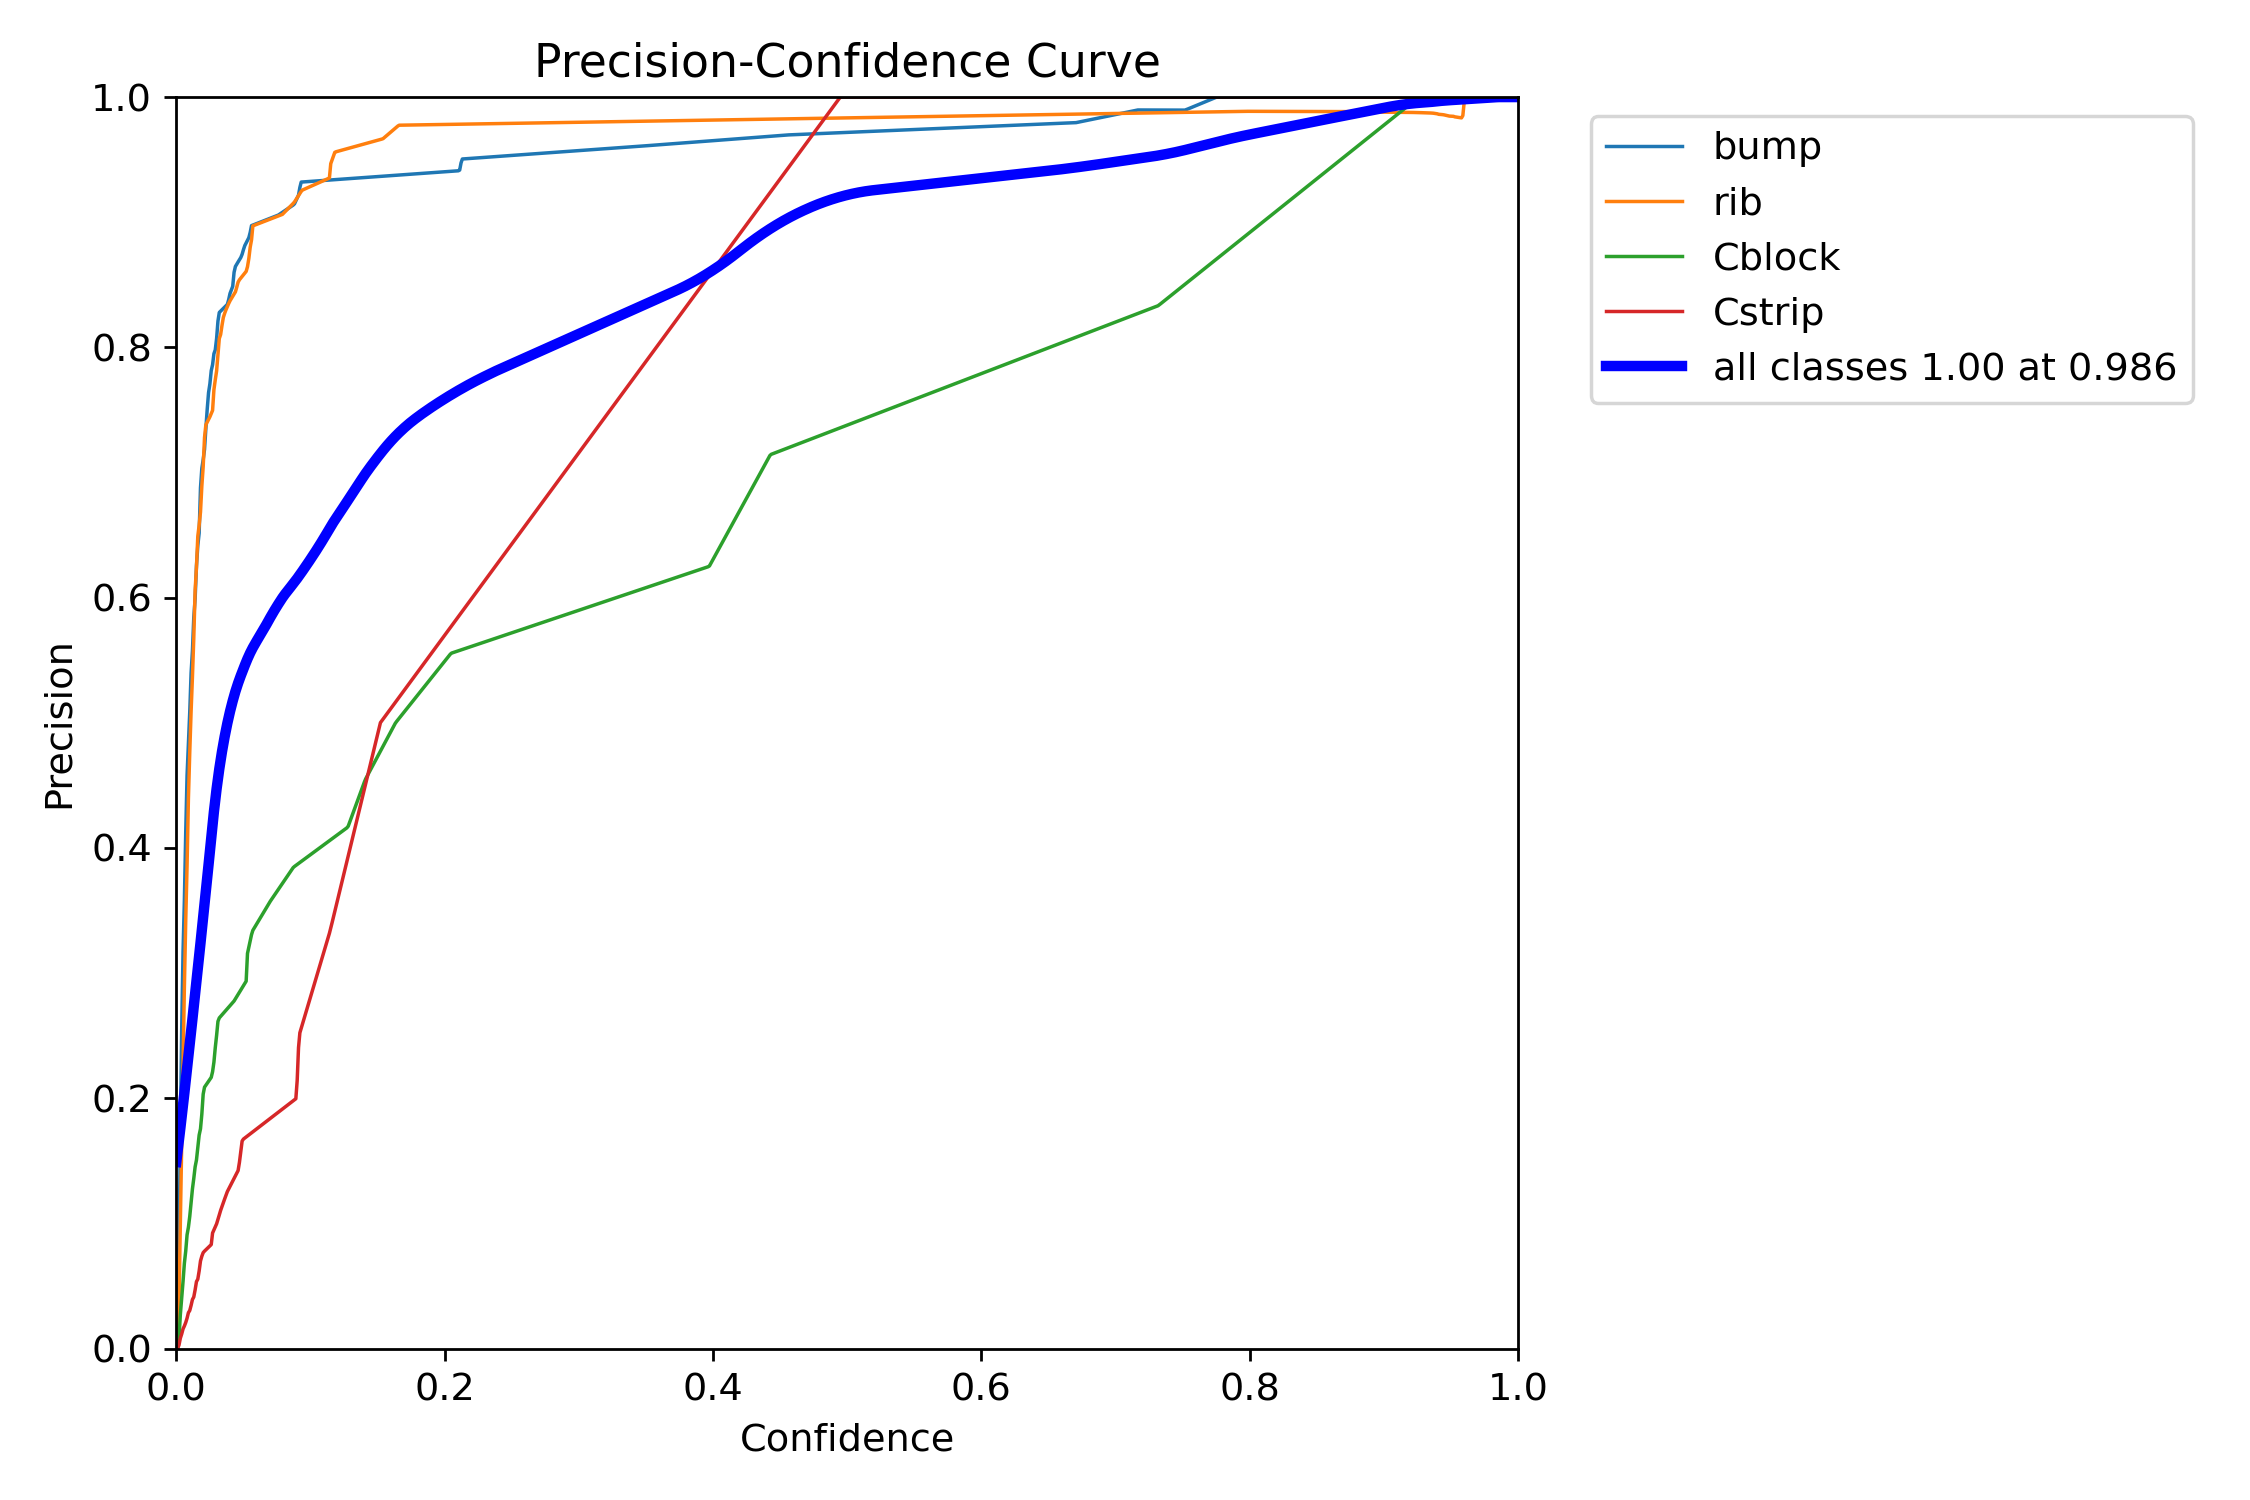 Precision-Confidence Curve
1.0
0.8
0.6
0.4
0.2
0.0
Precision
0.0 0.2 0.4 0.6 0.8 1.0
Confidence
bump
rib
Cblock
Cstrip
all classes 1.00 at 0.986